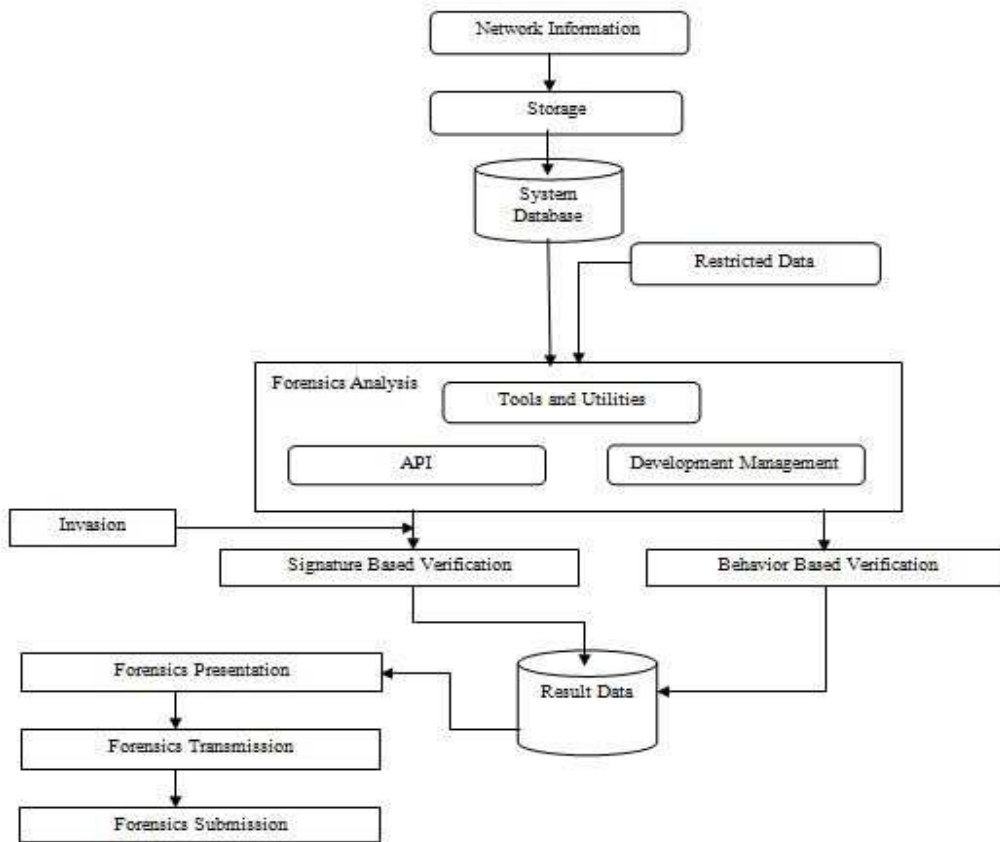 Network Information
Storage
System
Database
Restricted Data
Forensics Analysis
Tools and Utilities
API
Development Management
Invasion
Signature Based Verification
Behavior Based Verification
Forensics Presentation
Result Data
Forensics Transmission
Forensics Submission